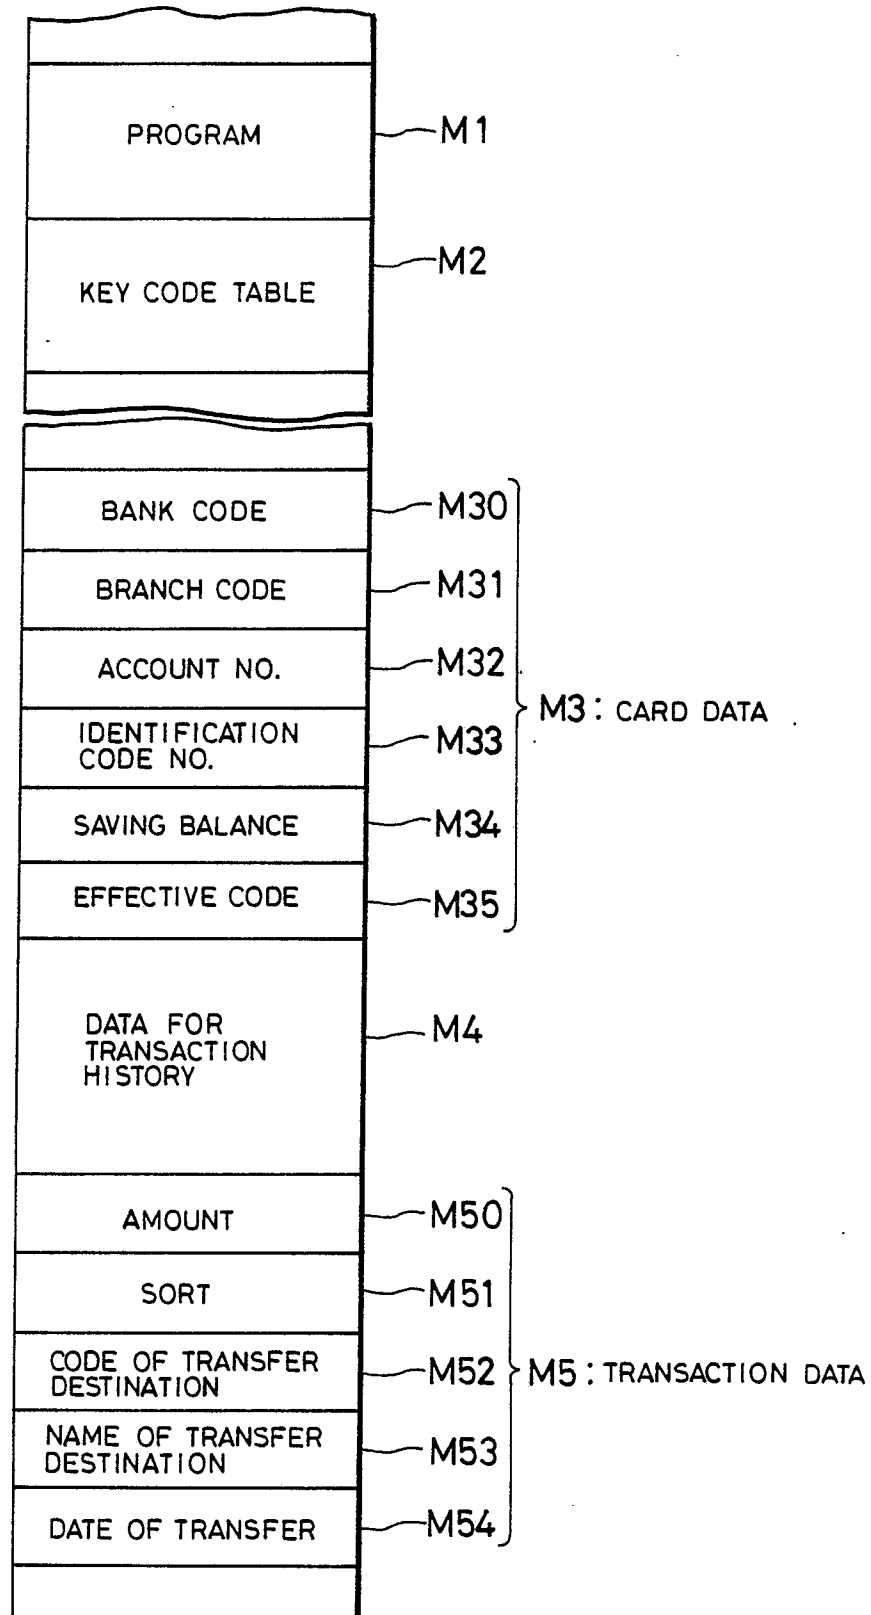 PROGRAM
M1
KEY CODE TABLE
M2
BANK CODE
M30
BRANCH CODE
M31
ACCOUNT NO.
M32
IDENTIFICATION
CODE NO.
M33
SAVING BALANCE
M34
EFFECTIVE CODE
M35
M3 : CARD DATA
DATA FOR
TRANSACTION
HISTORY
M4
AMOUNT
M50
SORT
M51
CODE OF TRANSFER
DESTINATION
M52
NAME OF TRANSFER
DESTINATION
M53
DATE OF TRANSFER
M54
M5 : TRANSACTION DATA